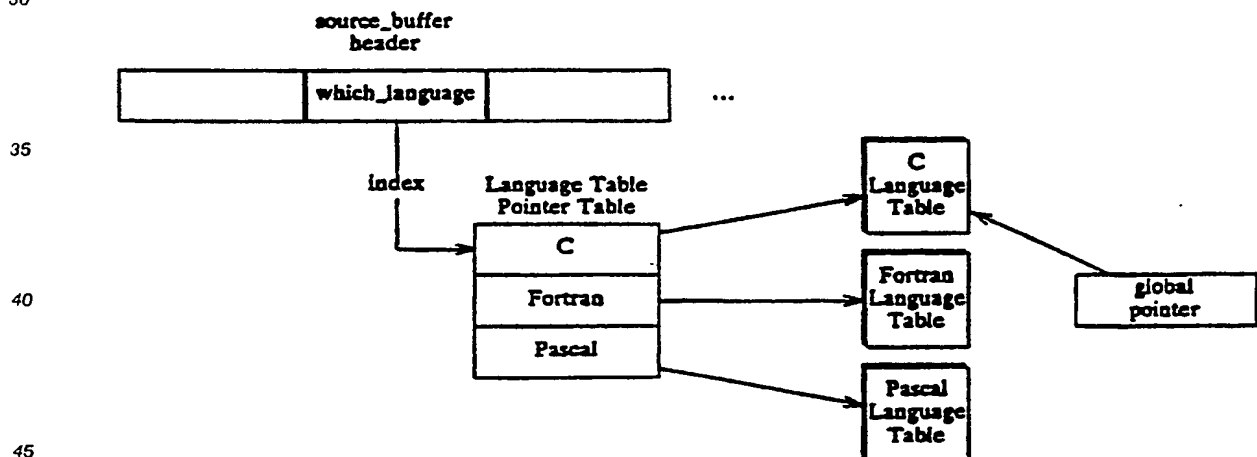 source_buffer
header
which_language
...
35
index
Language Table
Pointer Table
C
Fortran
Pascal
C
Language
Table
40
Fortran
Language
Table
global
pointer
Pascal
Language
Table
45